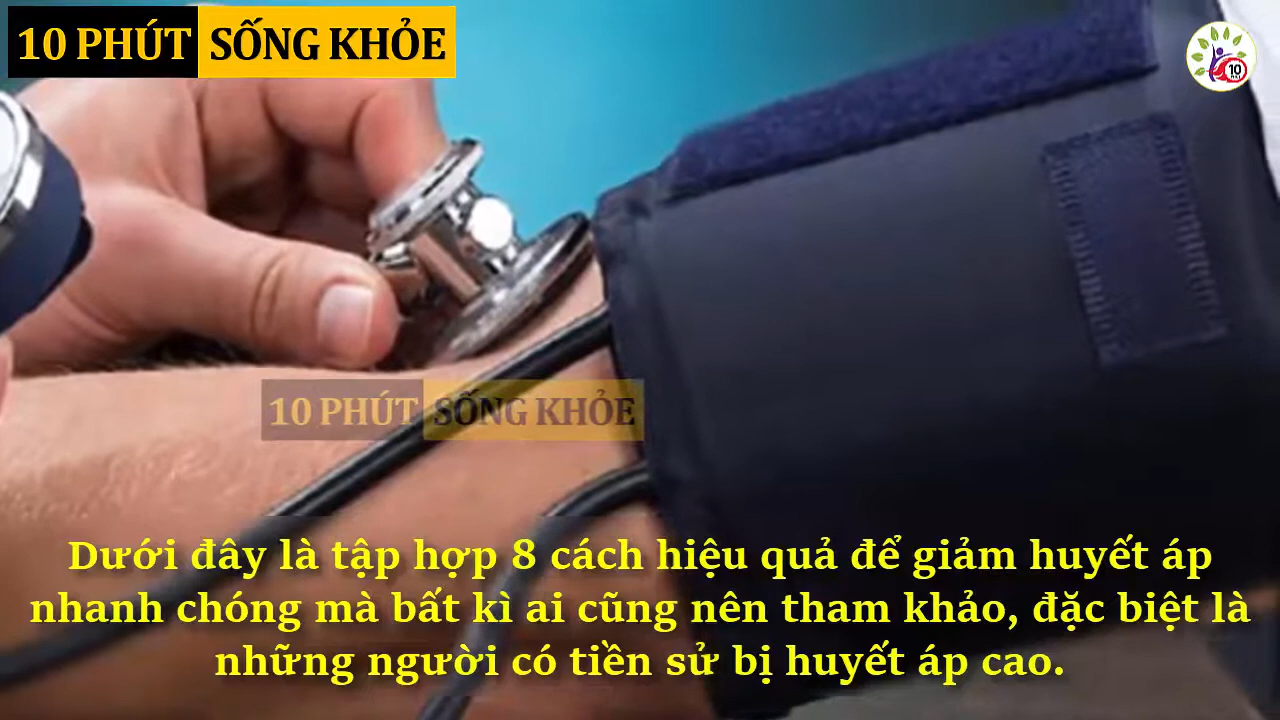 10 PHÚT SỐNG KHỎE
10
10 PHÚT SỐNG KHỎE
Dưới đây là tập hợp 8 cách hiệu quả để giảm huyết áp
nhanh chóng mà bất kì ai cũng nên tham khảo, đặc biệt là
những người có tiền sử bị huyết áp cao.